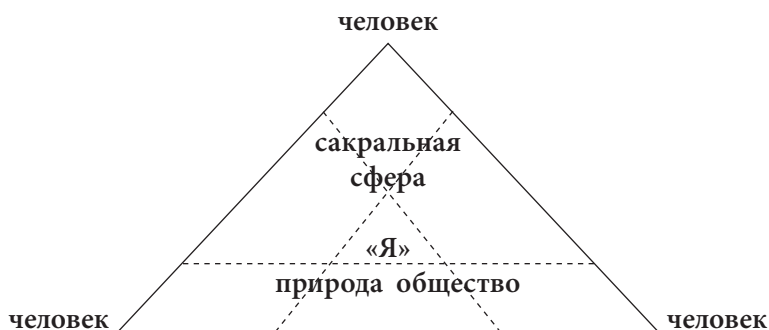 человек
сакральная
сфера
«Я»
природа общество
человек человек